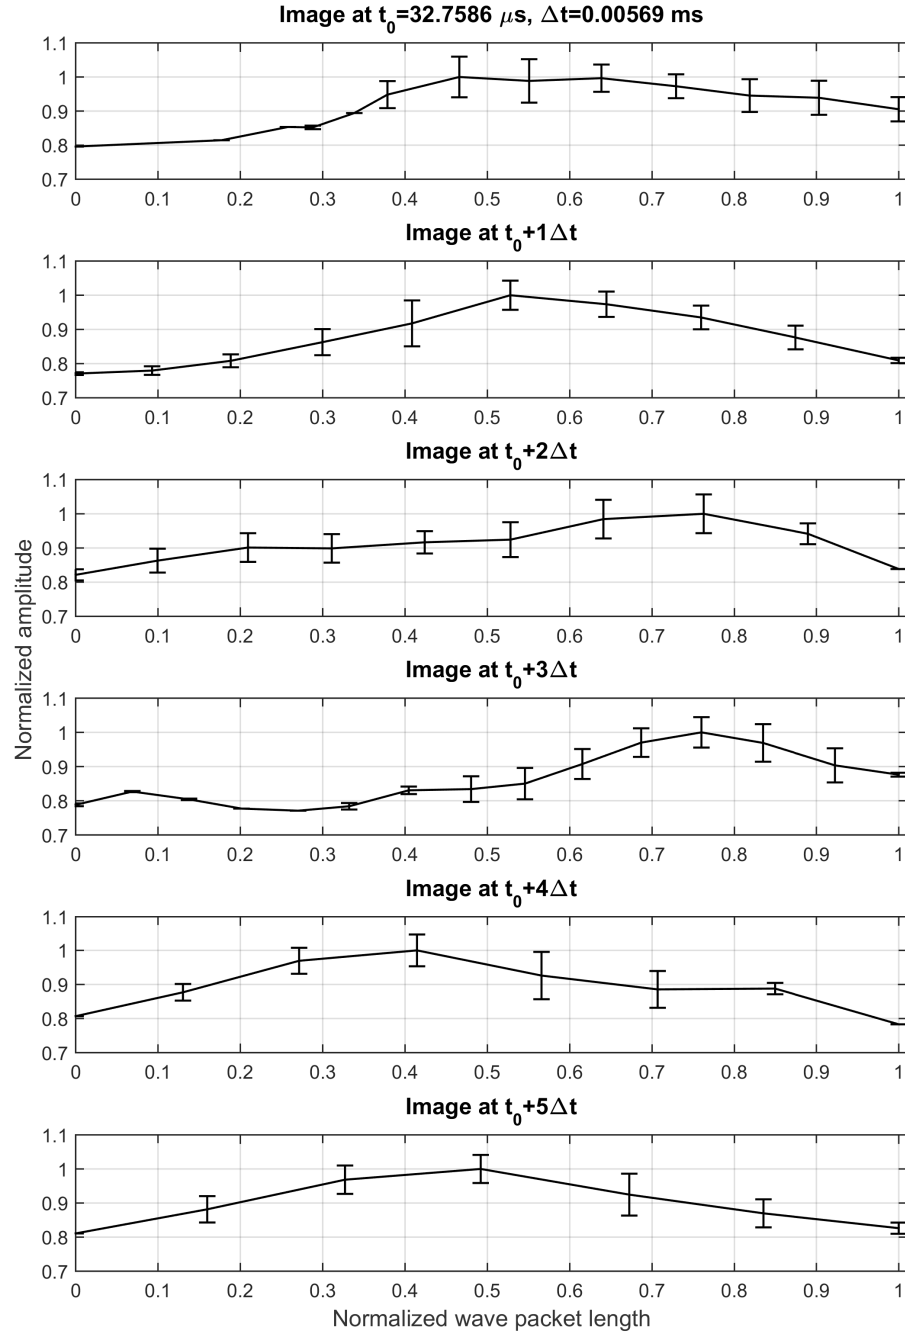 Image at t0=32.7586 μs, Δt=0.00569 ms
1.1
1
0.9
0.8
0.7
0 0.1 0.2 0.3 0.4 0.5 0.6 0.7 0.8 0.9 1
Image at t0+1Δt
1.1
1
0.9
0.8
0.7
0 0.1 0.2 0.3 0.4 0.5 0.6 0.7 0.8 0.9 1
Image at t0+2Δt
1.1
1
0.9
0.8
0.7
0 0.1 0.2 0.3 0.4 0.5 0.6 0.7 0.8 0.9 1
Normalized amplitude
Image at t0+3Δt
1.1
1
0.9
0.8
0.7
0 0.1 0.2 0.3 0.4 0.5 0.6 0.7 0.8 0.9 1
Image at t0+4Δt
1.1
1
0.9
0.8
0.7
0 0.1 0.2 0.3 0.4 0.5 0.6 0.7 0.8 0.9 1
Image at t0+5Δt
1.1
1
0.9
0.8
0.7
0 0.1 0.2 0.3 0.4 0.5 0.6 0.7 0.8 0.9 1
Normalized wave packet length